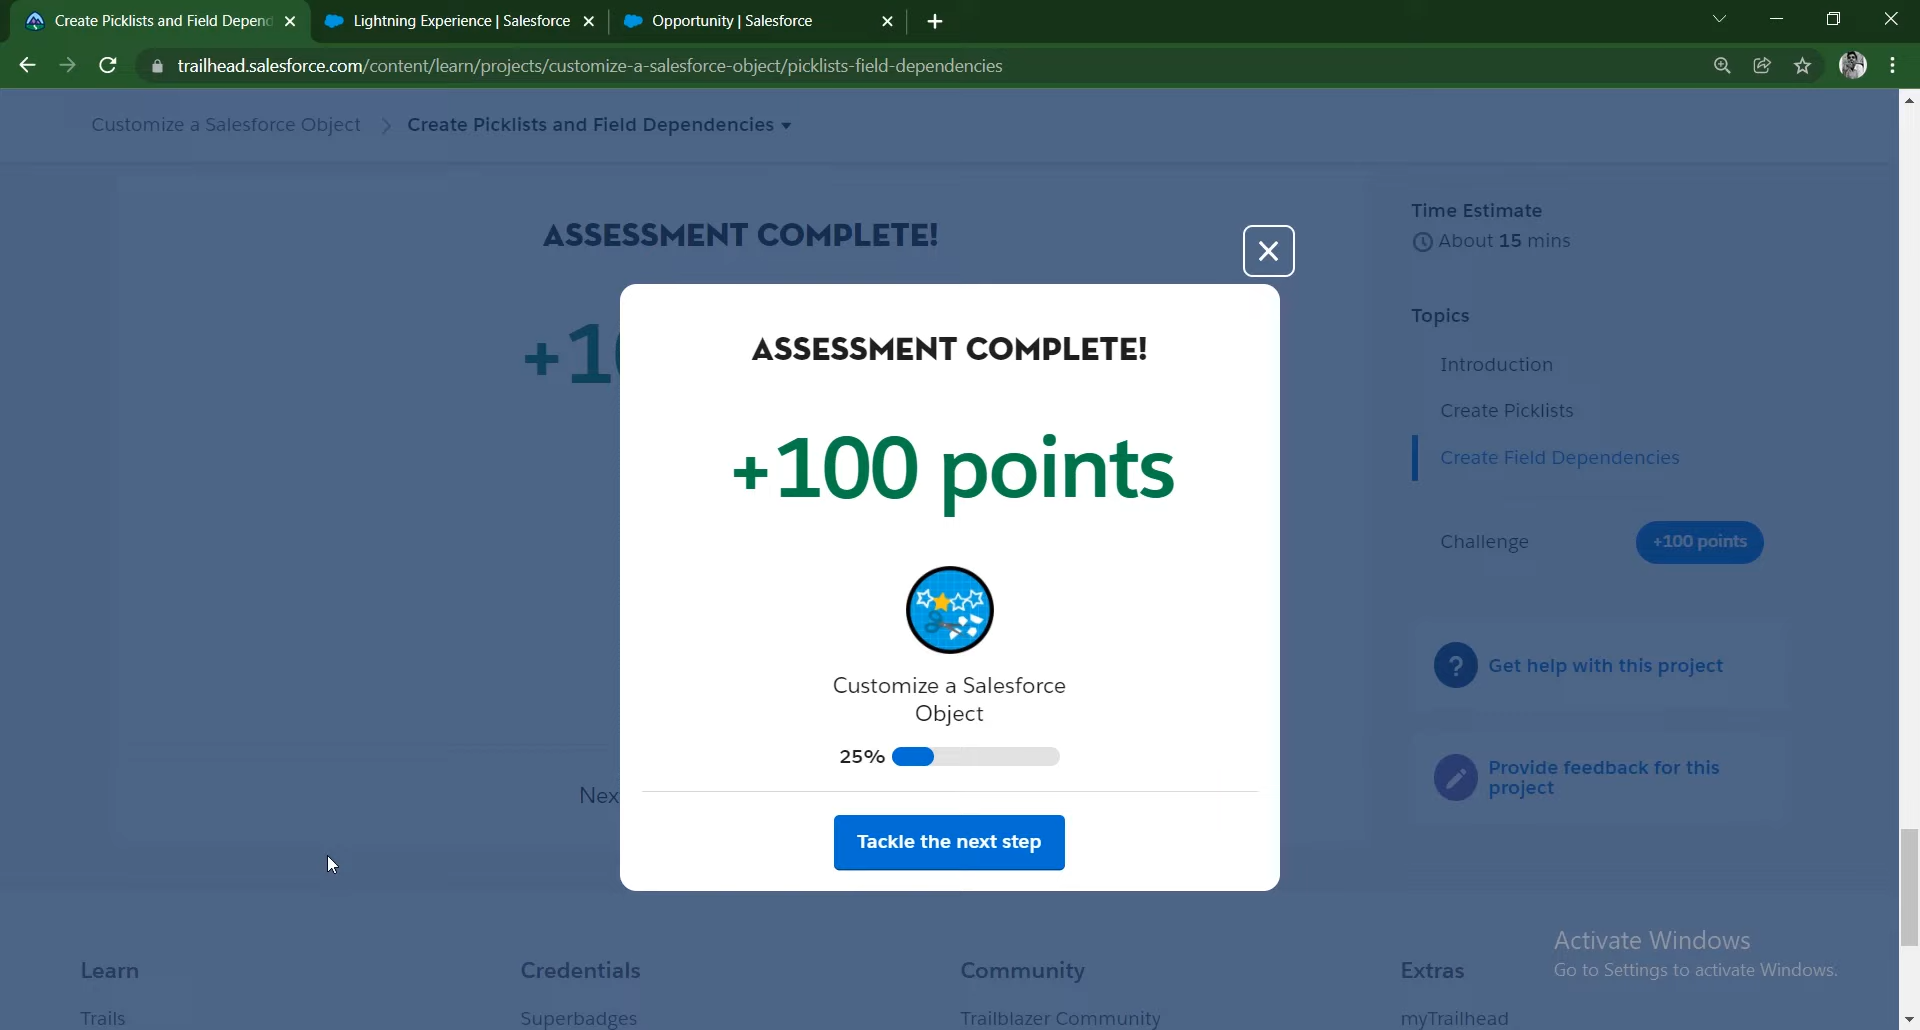 Create Picklists and Field Depend
Lightning Experience | Salesforce
Opportunity | Salesforce
trailhead.salesforce.com/content/learn/projects/customize-a-salesforce-object/picklists-field-dependencies
Customize a Salesforce Object
Create Picklists and Field Dependencies
ASSESSMENT COMPLETE!
+10
Time Estimate
About 15 mins
Topics
Introduction
Create Picklists
Create Field Dependencies
Challenge
+100 points
? Get help with this project
Provide feedback for this
project
ASSESSMENT COMPLETE!
+100 points
Customize a Salesforce
Object
25%
Nex
Tackle the next step
Activate Windows
Go to Settings to activate Windows.
Learn
Credentials
Community
Extras
Trails
Superbadges
Trailblazer Community
myTrailhead